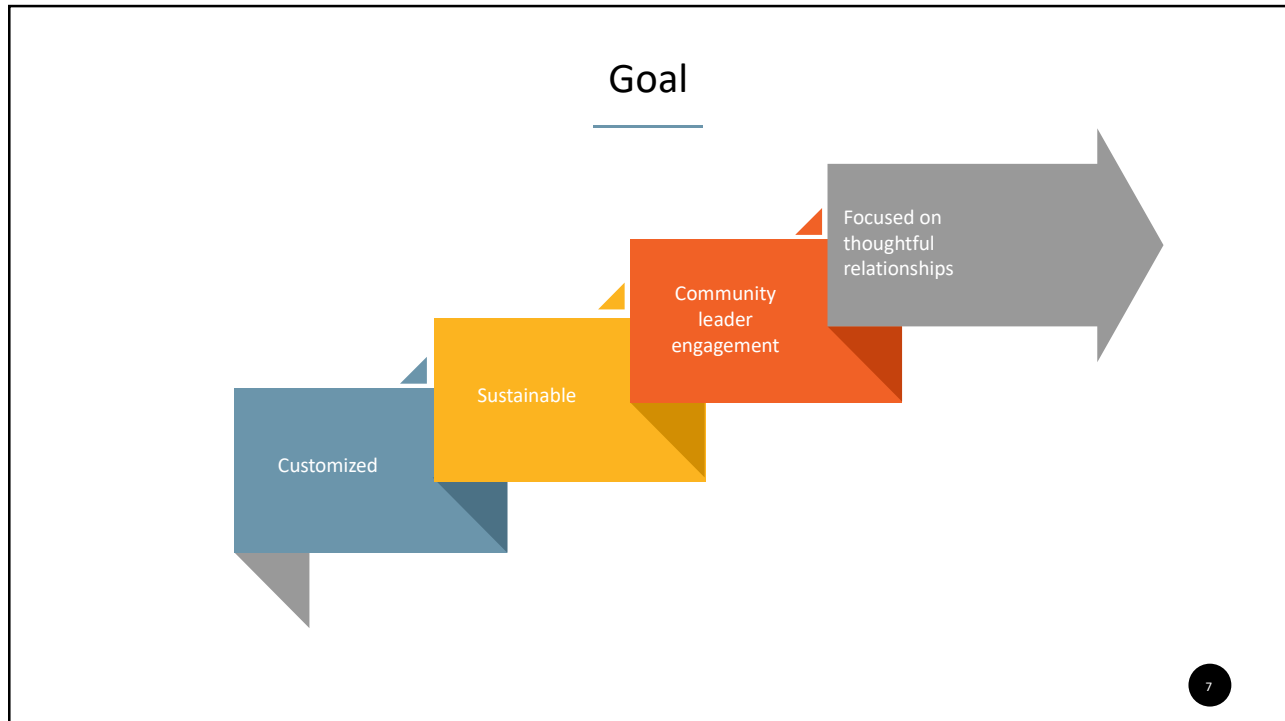 Goal
Customized
Sustainable
Community
leader
engagement
Focused on
thoughtful
relationships
7